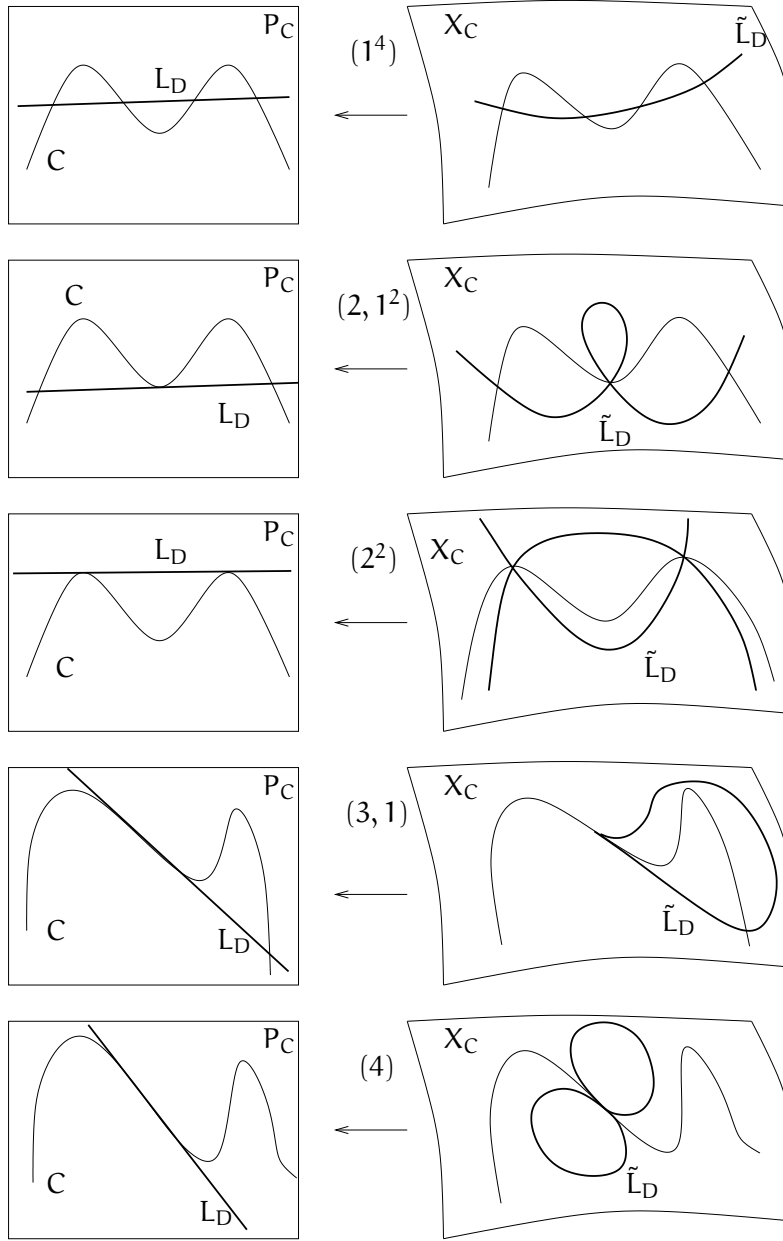 P_C
L_D
C
(1^4)
X_C
L̃_D
P_C
C
L_D
(2, 1^2)
X_C
L̃_D
P_C
L_D
C
(2^2)
X_C
L̃_D
P_C
C
L_D
(3, 1)
X_C
L̃_D
P_C
C
L_D
(4)
X_C
L̃_D